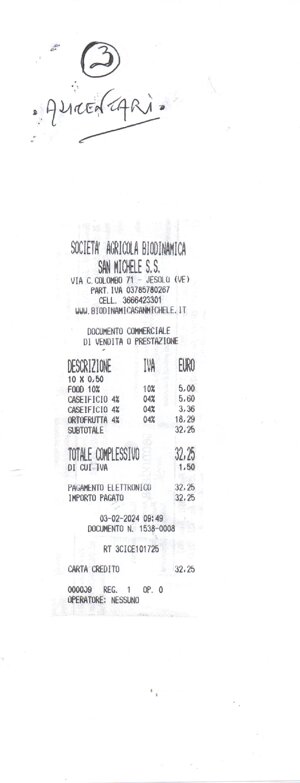 3
ALIMENTARI
SOCIETA' AGRICOLA BIODINAMICA
SAN MICHELE S.S.
VIA C.COLOMBO 71 - JESOLO (VE)
PART.IVA 03785780267
CELL. 3666423301
WWW.BIODINAMICASANMICHELE.IT
DOCUMENTO COMMERCIALE
DI VENDITA O PRESTAZIONE
DESCRIZIONE IVA EURO
10 X 0,50
FOOD 10% 10% 5,00
CASEIFICIO 4% 04% 5,60
CASEIFICIO 4% 04% 3,36
ORTOFRUTTA 4% 04% 18,29
SUBTOTALE 32,25
TOTALE COMPLESSIVO 32,25
DI CUI IVA 1,50
PAGAMENTO ELETTRONICO 32,25
IMPORTO PAGATO 32,25
03-02-2024 09:49
DOCUMENTO N. 1538-0008
RT 3CICE101725
CARTA CREDITO 32,25
000009 REG. 1 OP. 0
OPERATORE: NESSUNO